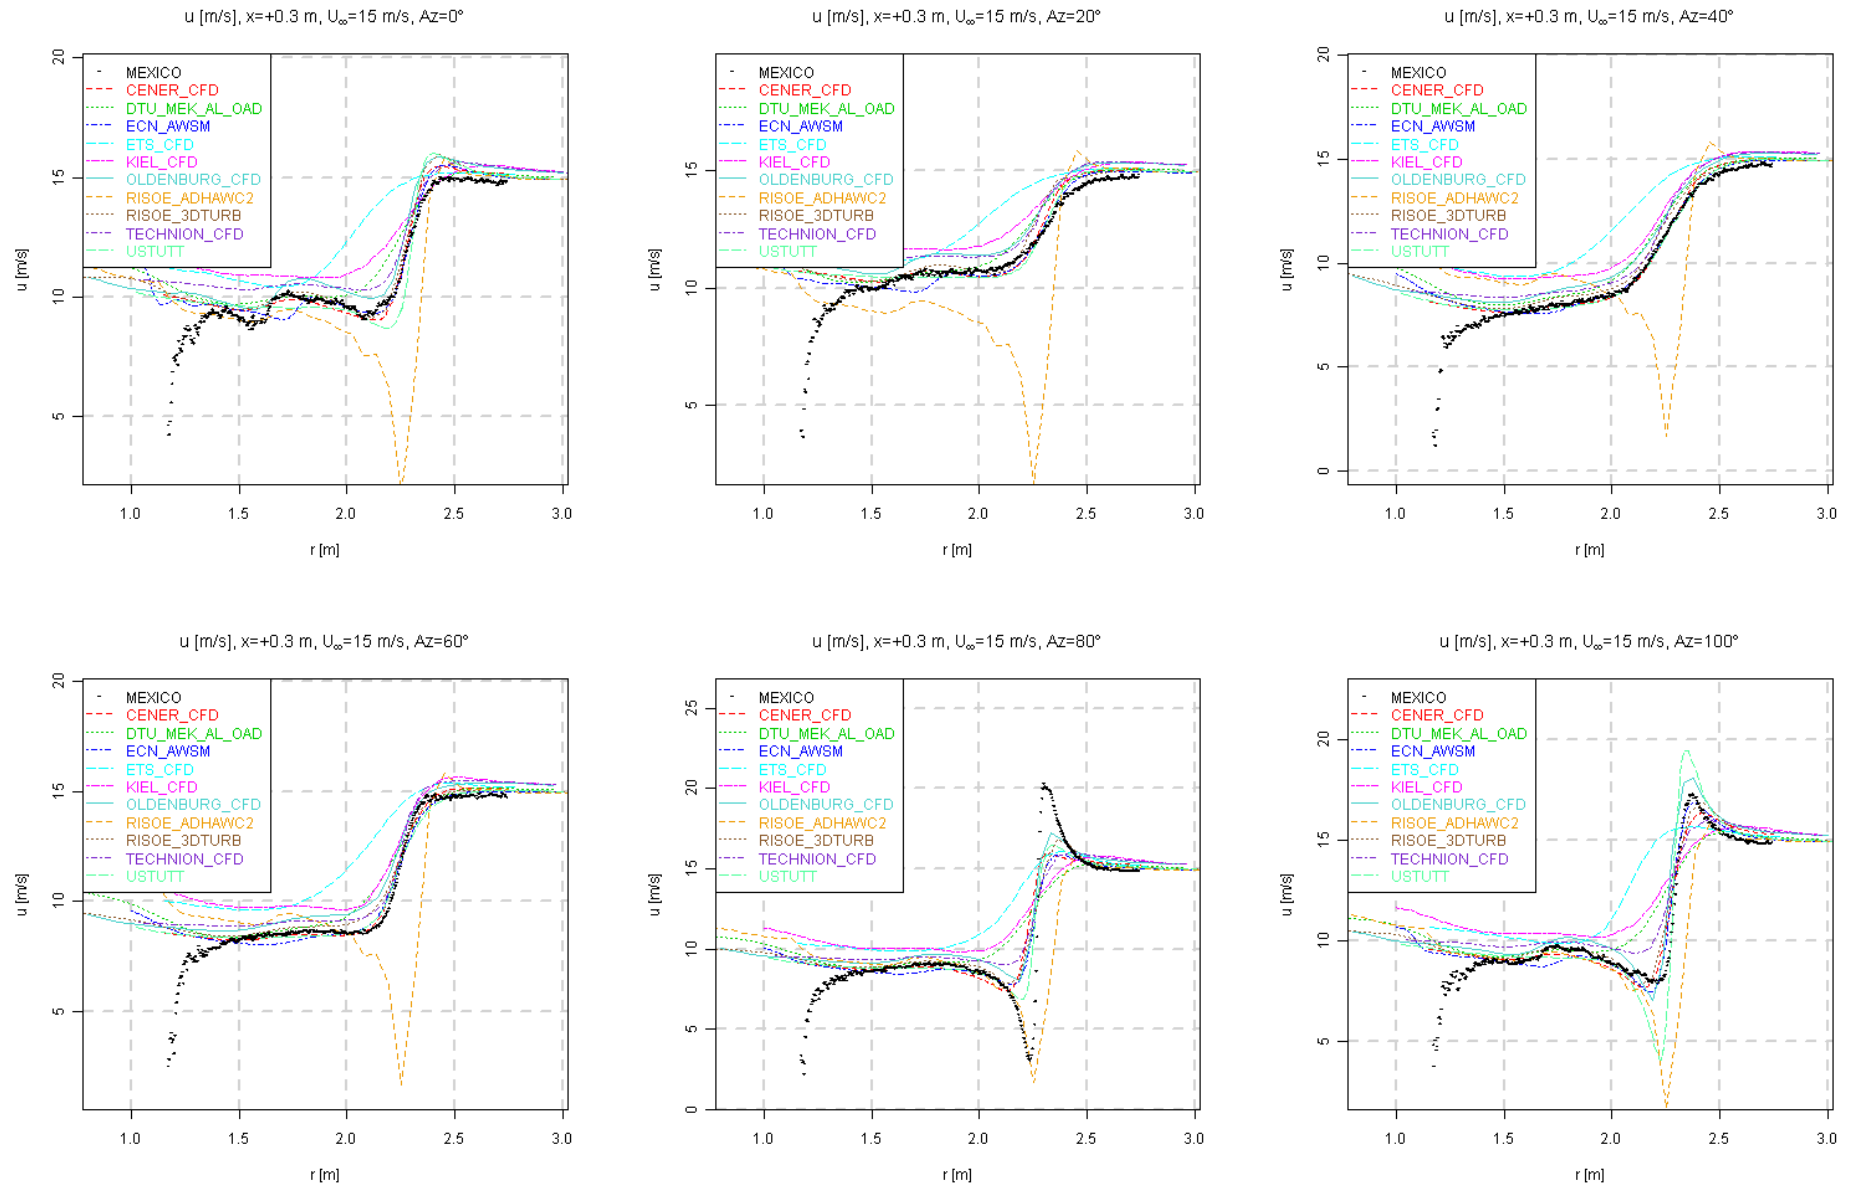 u [m/s], x=+0.3 m, U∞=15 m/s, Az=0°
20
15
10
5
u [m/s]
MEXICO
CENER_CFD
DTU_MEK_AL_OAD
ECN_AWSM
ETS_CFD
KIEL_CFD
OLDENBURG_CFD
RISOE_ADHAWC2
RISOE_3DTURB
TECHNION_CFD
USTUTT
1.0 1.5 2.0 2.5 3.0
r [m]
u [m/s], x=+0.3 m, U∞=15 m/s, Az=20°
15
10
5
u [m/s]
MEXICO
CENER_CFD
DTU_MEK_AL_OAD
ECN_AWSM
ETS_CFD
KIEL_CFD
OLDENBURG_CFD
RISOE_ADHAWC2
RISOE_3DTURB
TECHNION_CFD
USTUTT
1.0 1.5 2.0 2.5 3.0
r [m]
u [m/s], x=+0.3 m, U∞=15 m/s, Az=40°
20
15
10
5
0
u [m/s]
MEXICO
CENER_CFD
DTU_MEK_AL_OAD
ECN_AWSM
ETS_CFD
KIEL_CFD
OLDENBURG_CFD
RISOE_ADHAWC2
RISOE_3DTURB
TECHNION_CFD
USTUTT
1.0 1.5 2.0 2.5 3.0
r [m]
u [m/s], x=+0.3 m, U∞=15 m/s, Az=60°
20
15
10
5
u [m/s]
MEXICO
CENER_CFD
DTU_MEK_AL_OAD
ECN_AWSM
ETS_CFD
KIEL_CFD
OLDENBURG_CFD
RISOE_ADHAWC2
RISOE_3DTURB
TECHNION_CFD
USTUTT
1.0 1.5 2.0 2.5 3.0
r [m]
u [m/s], x=+0.3 m, U∞=15 m/s, Az=80°
25
20
15
10
5
0
u [m/s]
MEXICO
CENER_CFD
DTU_MEK_AL_OAD
ECN_AWSM
ETS_CFD
KIEL_CFD
OLDENBURG_CFD
RISOE_ADHAWC2
RISOE_3DTURB
TECHNION_CFD
USTUTT
1.0 1.5 2.0 2.5 3.0
r [m]
u [m/s], x=+0.3 m, U∞=15 m/s, Az=100°
20
15
10
5
u [m/s]
MEXICO
CENER_CFD
DTU_MEK_AL_OAD
ECN_AWSM
ETS_CFD
KIEL_CFD
OLDENBURG_CFD
RISOE_ADHAWC2
RISOE_3DTURB
TECHNION_CFD
USTUTT
1.0 1.5 2.0 2.5 3.0
r [m]